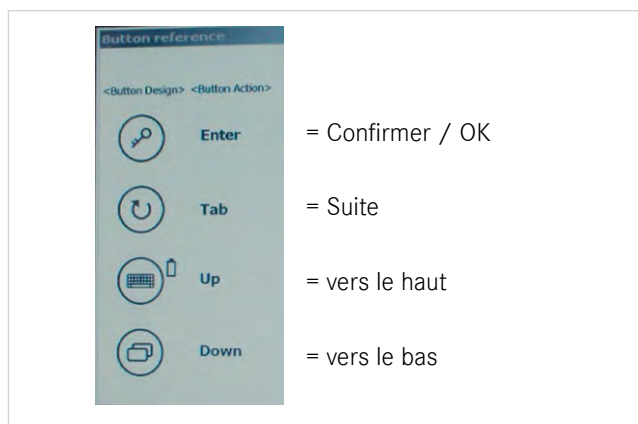 Button reference
<Button Design> <Button Action>
Enter = Confirmer / OK
Tab = Suite
Up = vers le haut
Down = vers le bas